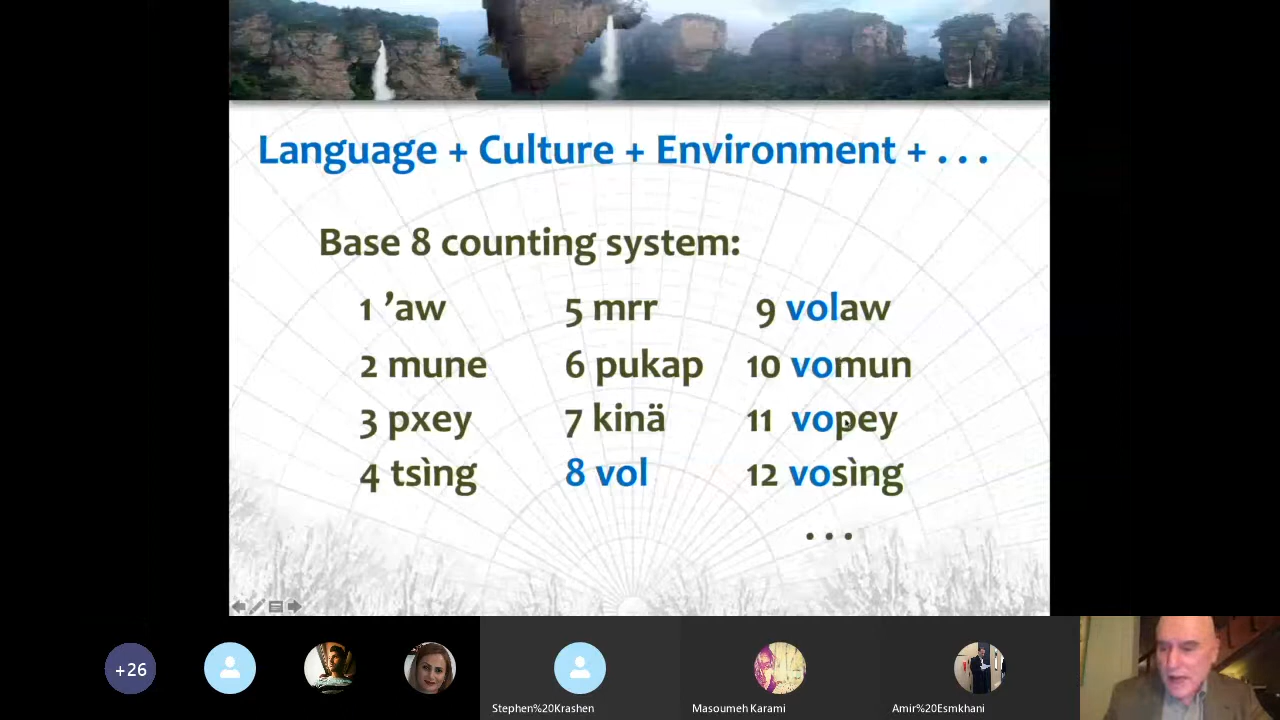 Language + Culture + Environment + . . .
Base 8 counting system:
1 ’aw 5 mrr 9 volaw
2 mune 6 pukap 10 vomun
3 pxey 7 kinä 11 vopey
4 tsìng 8 vol 12 vosìng
. . .
+26
Stephen%20Krashen
Masoumeh Karami
Amir%20Esmkhani